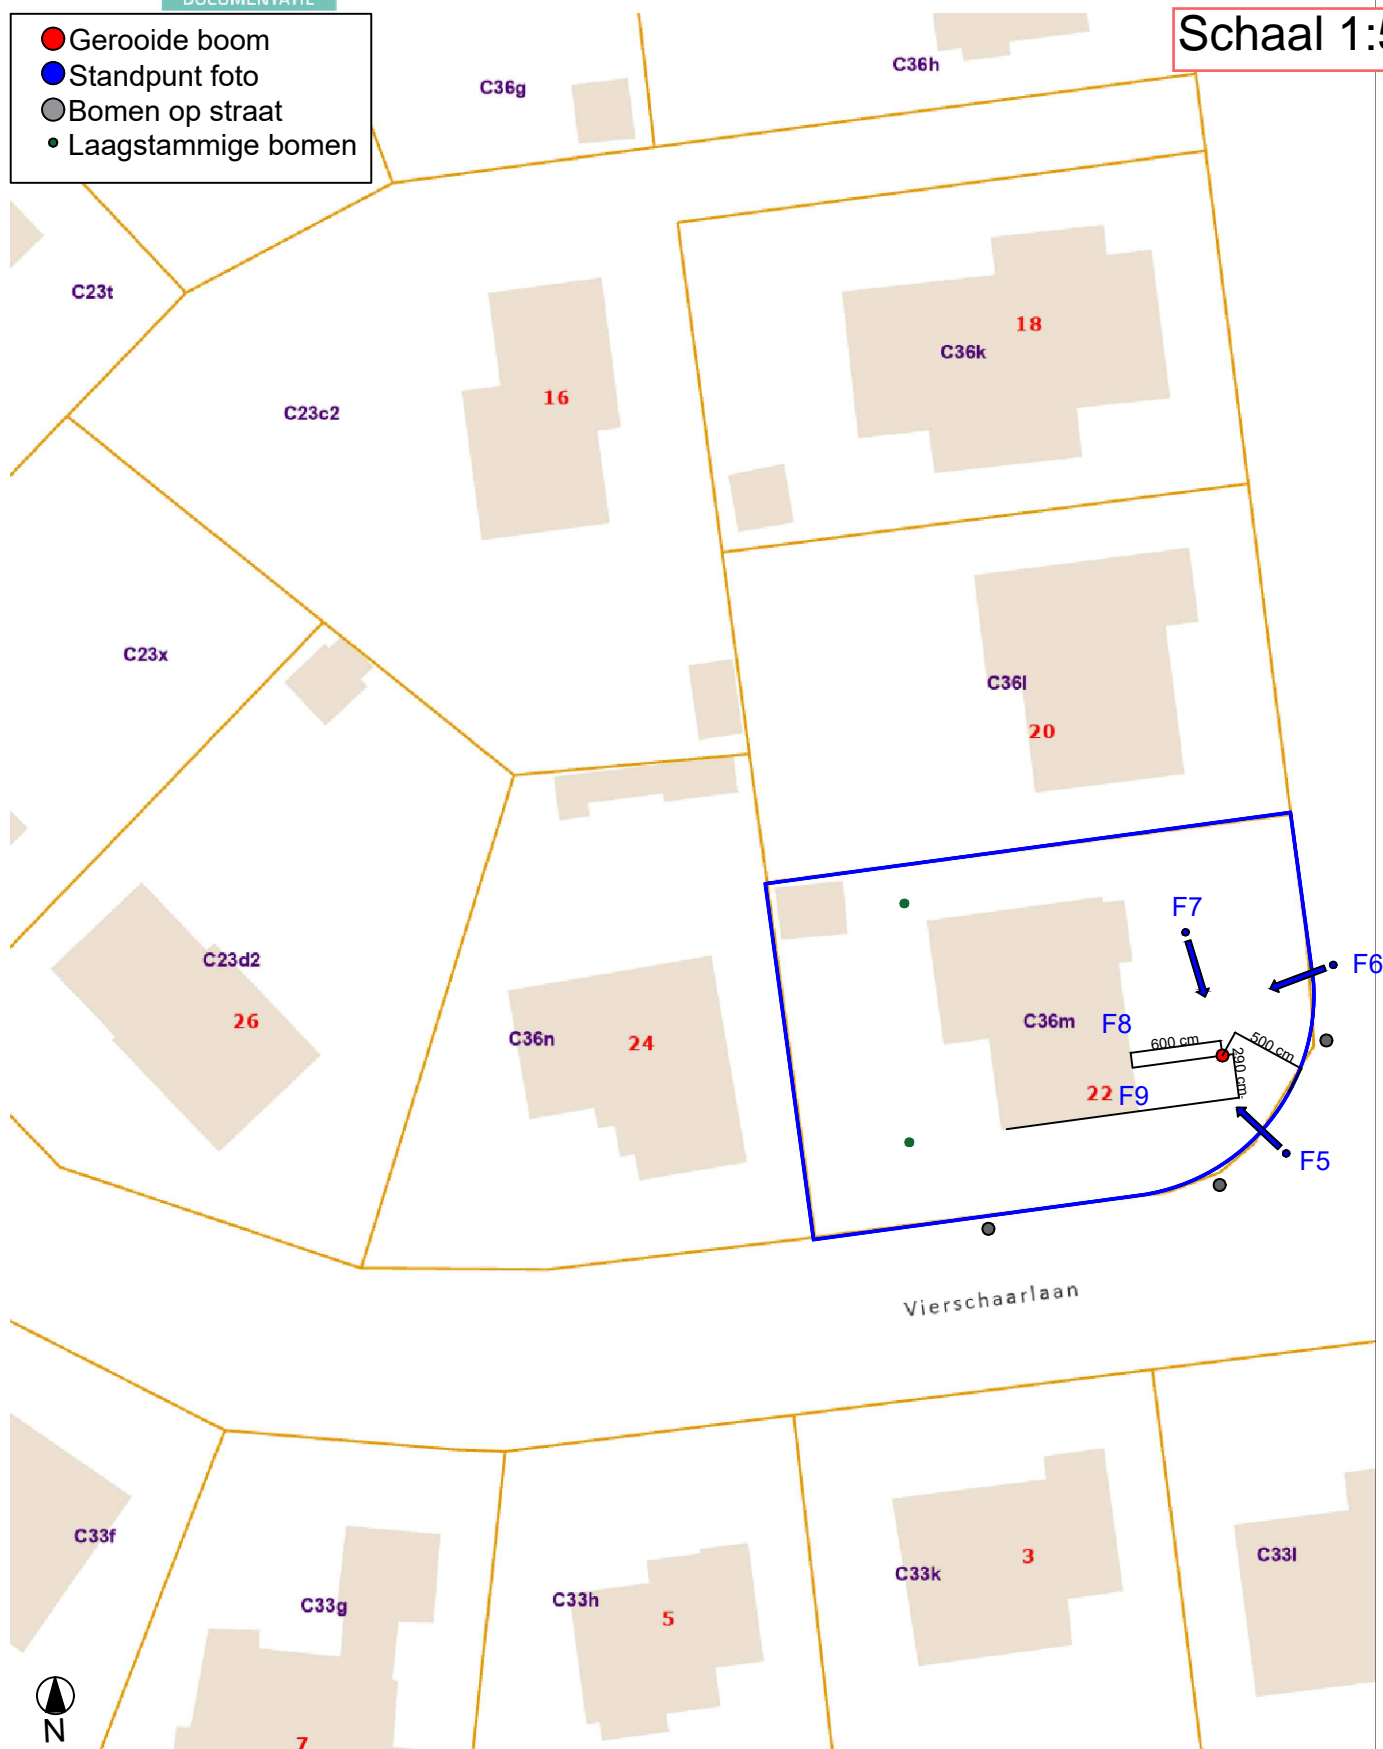 DOCUMENTATIE
Gerooide boom
Standpunt foto
Bomen op straat
Laagstammige bomen
Schaal 1:
C36g
C36h
C23t
C23c2
16
18
C36k
C23x
C36l
20
C23d2
26
C36n
24
C36m
22
F7
F6
F8
F9
F5
600 cm
500 cm
290 cm
Vierschaarlaan
C33f
C33g
7
C33h
5
C33k
3
C33l
N